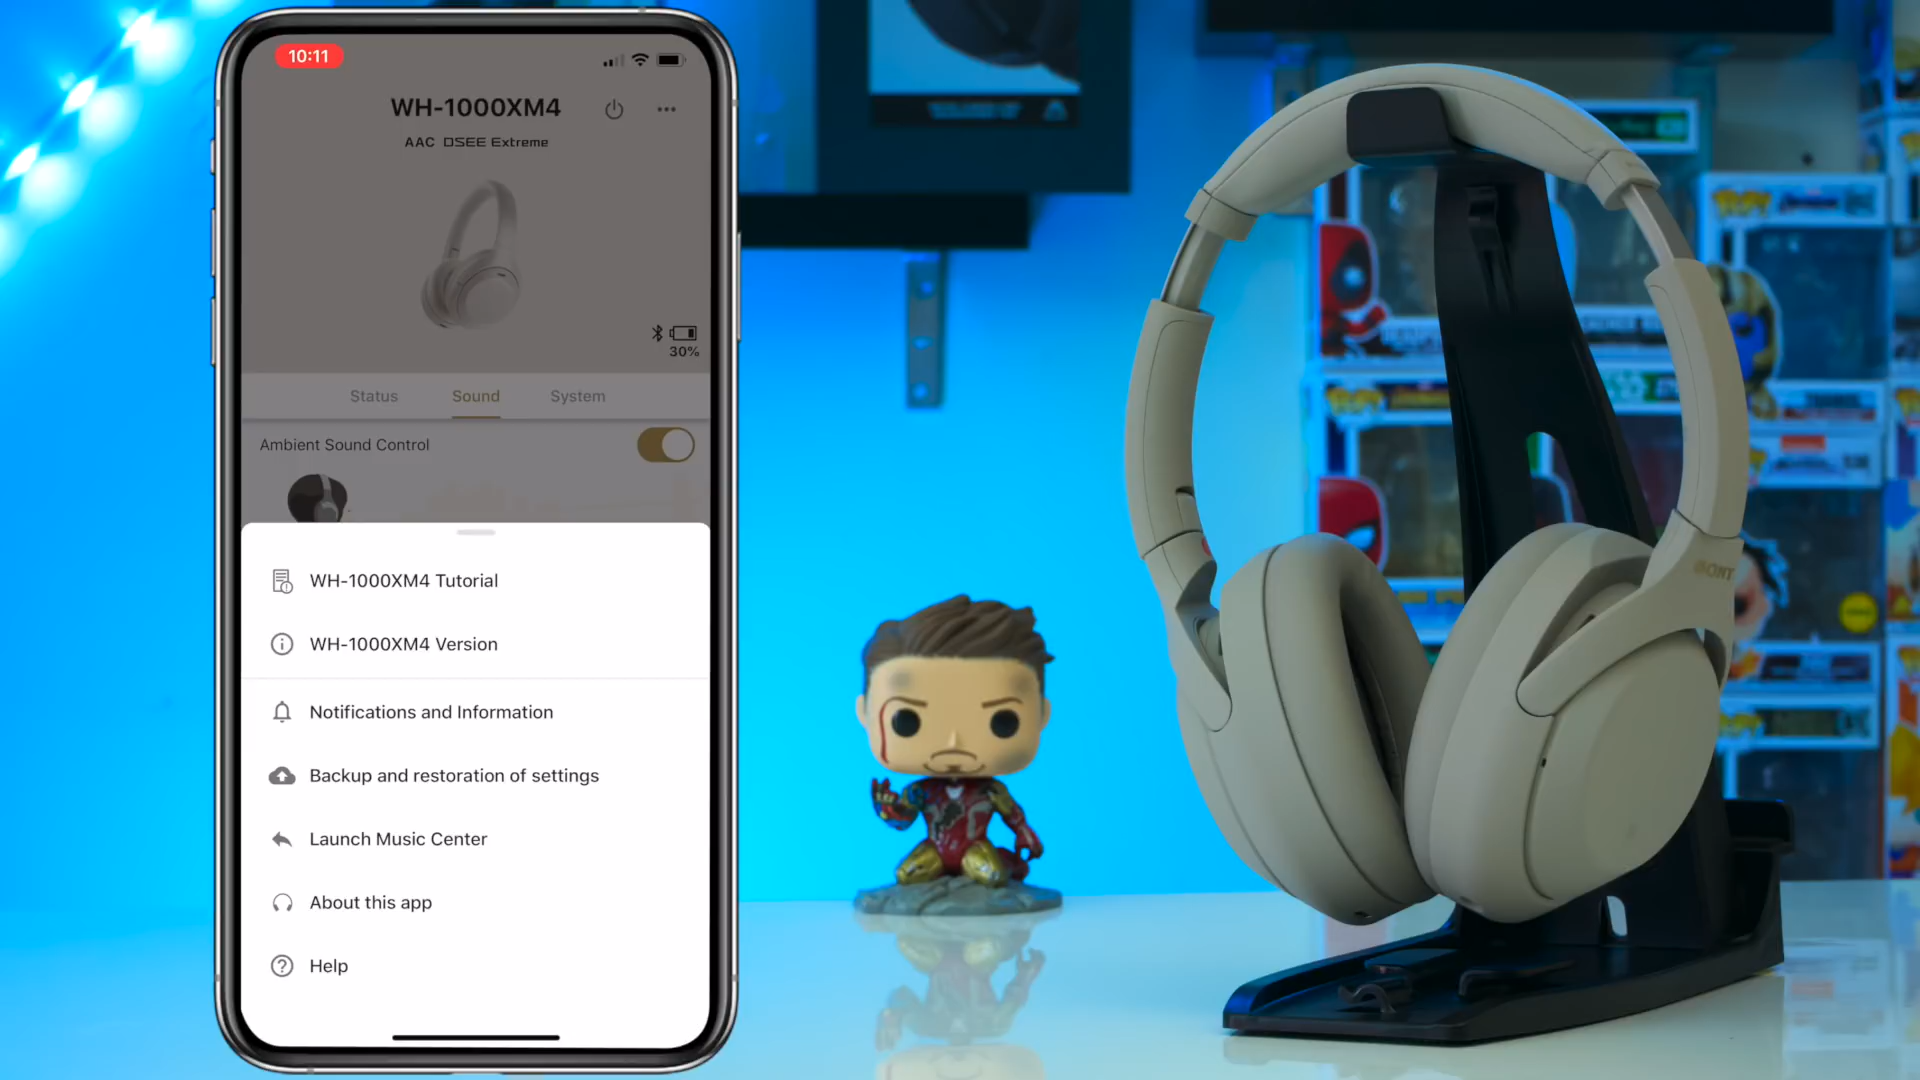 10:11
WH-1000XM4
AAC DSEE Extreme
30%
Status Sound System
Ambient Sound Control
WH-1000XM4 Tutorial
WH-1000XM4 Version
Notifications and Information
Backup and restoration of settings
Launch Music Center
About this app
Help
SONY